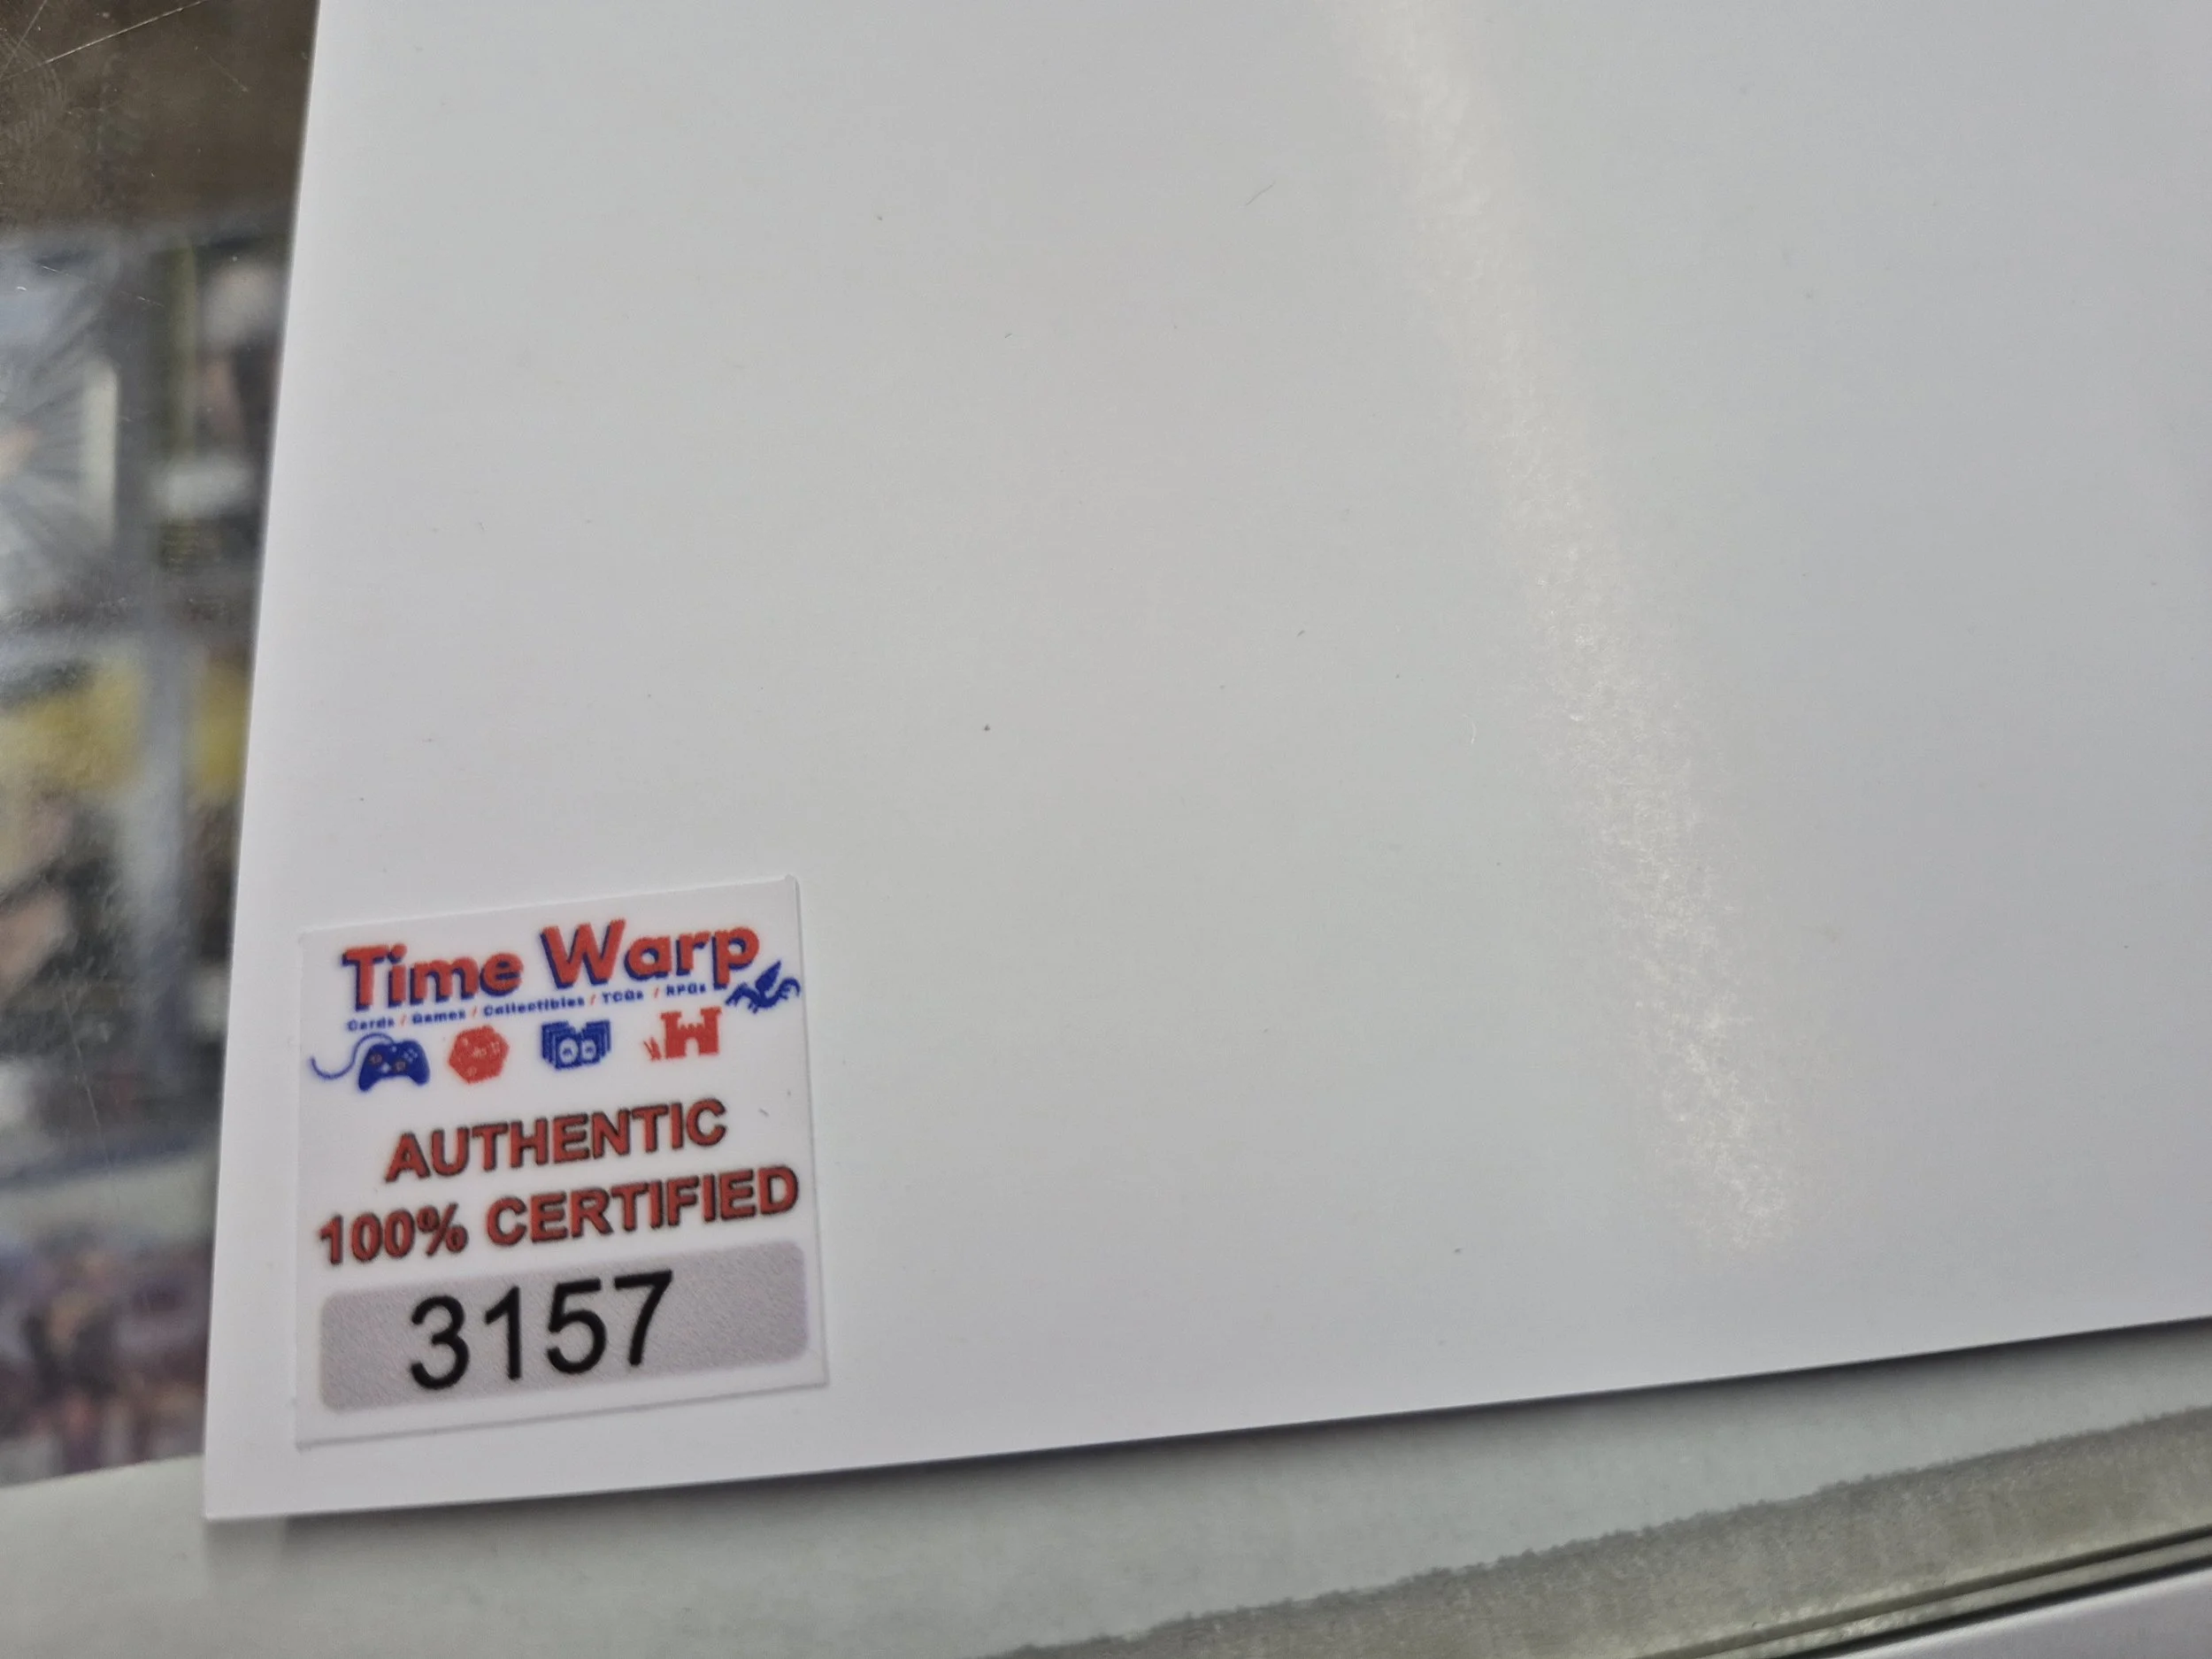 Time Warp
Cards / Games / Collectibles / TCGs / RPGs
AUTHENTIC
100% CERTIFIED
3157